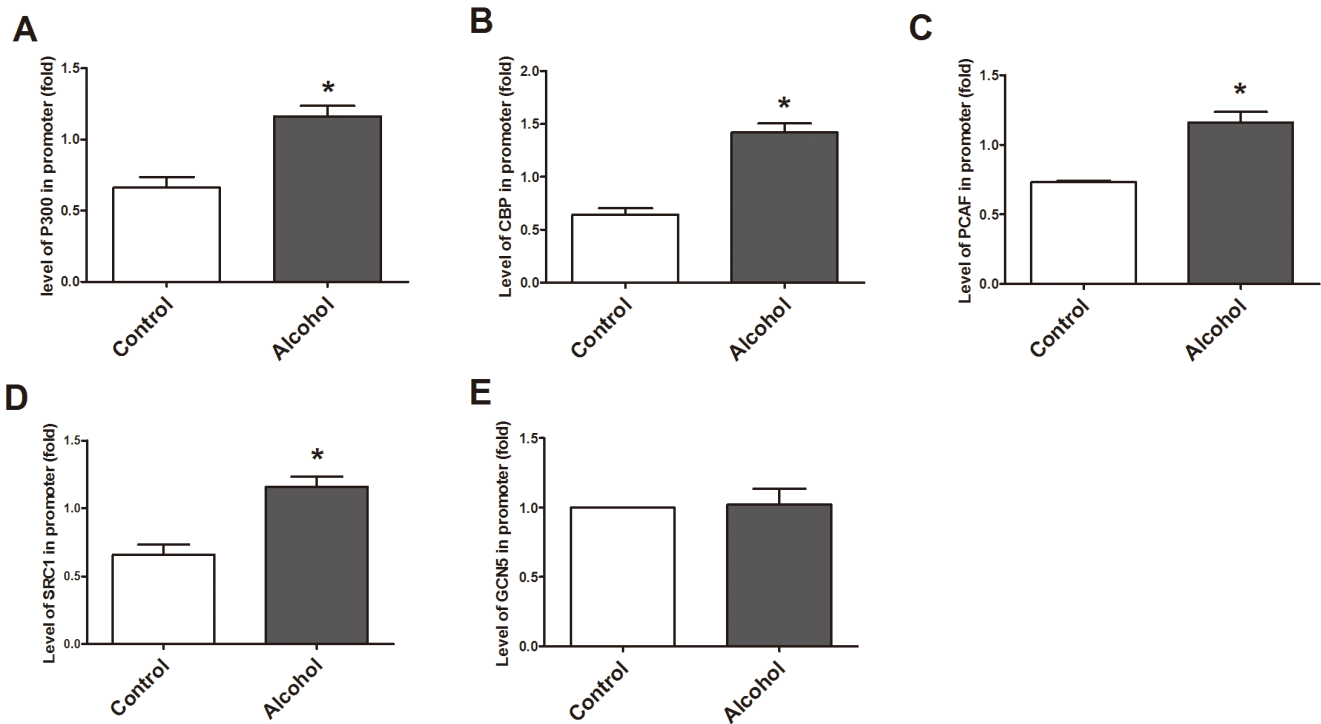 A
level of P300 in promoter (fold)
1.5
1.0
0.5
0.0
*
Control
Alcohol
B
Level of CBP in promoter (fold)
2.0
1.5
1.0
0.5
0.0
*
Control
Alcohol
C
Level of PCAF in promoter (fold)
1.5
1.0
0.5
0.0
*
Control
Alcohol
D
Level of SRC1 in promoter (fold)
1.5
1.0
0.5
0.0
*
Control
Alcohol
E
Level of GCN5 in promoter (fold)
1.5
1.0
0.5
0.0
Control
Alcohol